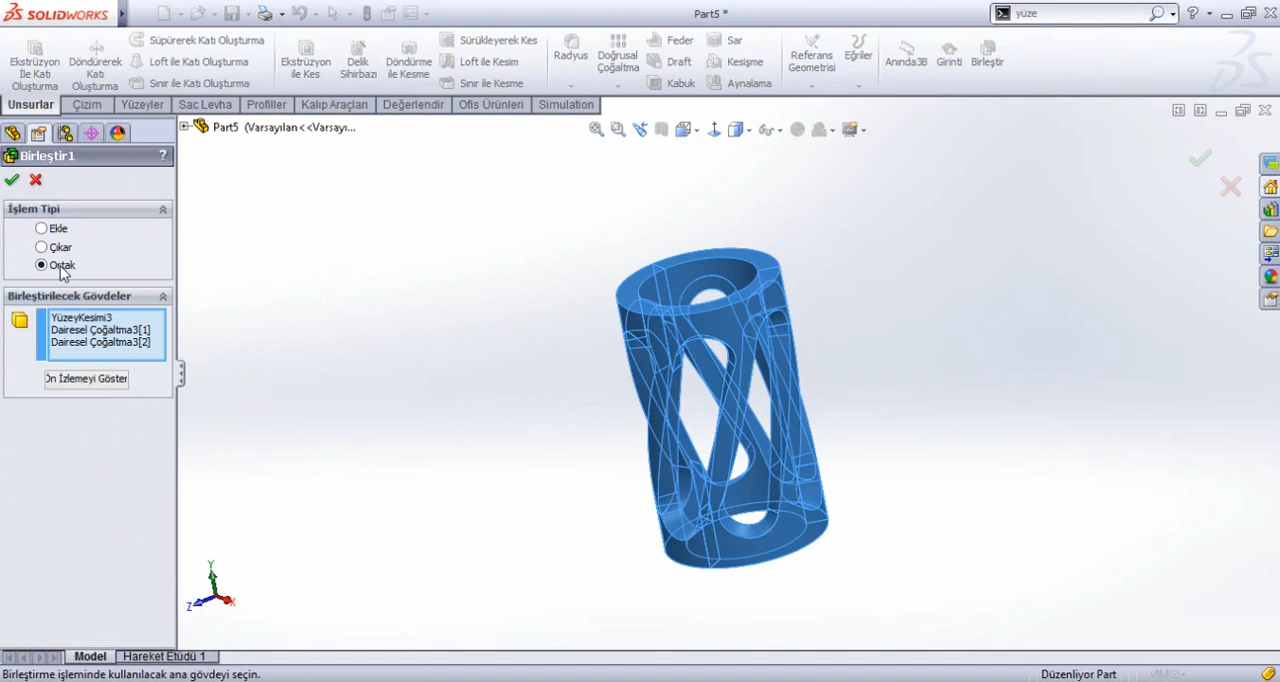 SOLIDWORKS
Part5 *
yüze
Ekstrüzyon İle Katı Oluşturma
Döndürerek Katı Oluşturma
Süpürerek Katı Oluşturma
Loft ile Katı Oluşturma
Sınır ile Katı Oluşturma
Ekstrüzyon ile Kes
Delik Sihirbazı
Döndürme ile Kesme
Sürükleyerek Kes
Loft ile Kesim
Sınır ile Kesme
Radyus
Doğrusal Çoğaltma
Feder
Draft
Kabuk
Sar
Kesişme
Aynalama
Referans Geometrisi
Eğriler
Anında3B
Girinti
Birleştir
Unsurlar
Çizim
Yüzeyler
Sac Levha
Profiller
Kalıp Araçları
Değerlendir
Ofis Ürünleri
Simulation
Part5 (Varsayılan<<Varsayı...
Birleştir1
?
İşlem Tipi
Ekle
Çıkar
Ortak
Birleştirilecek Gövdeler
YüzeyKesimi3
Dairesel Çoğaltma3[1]
Dairesel Çoğaltma3[2]
Ön İzlemeyi Göster
Y
Z
X
Model
Hareket Etüdü 1
Birleştirme işleminde kullanılacak ana gövdeyi seçin.
Düzenliyor Part